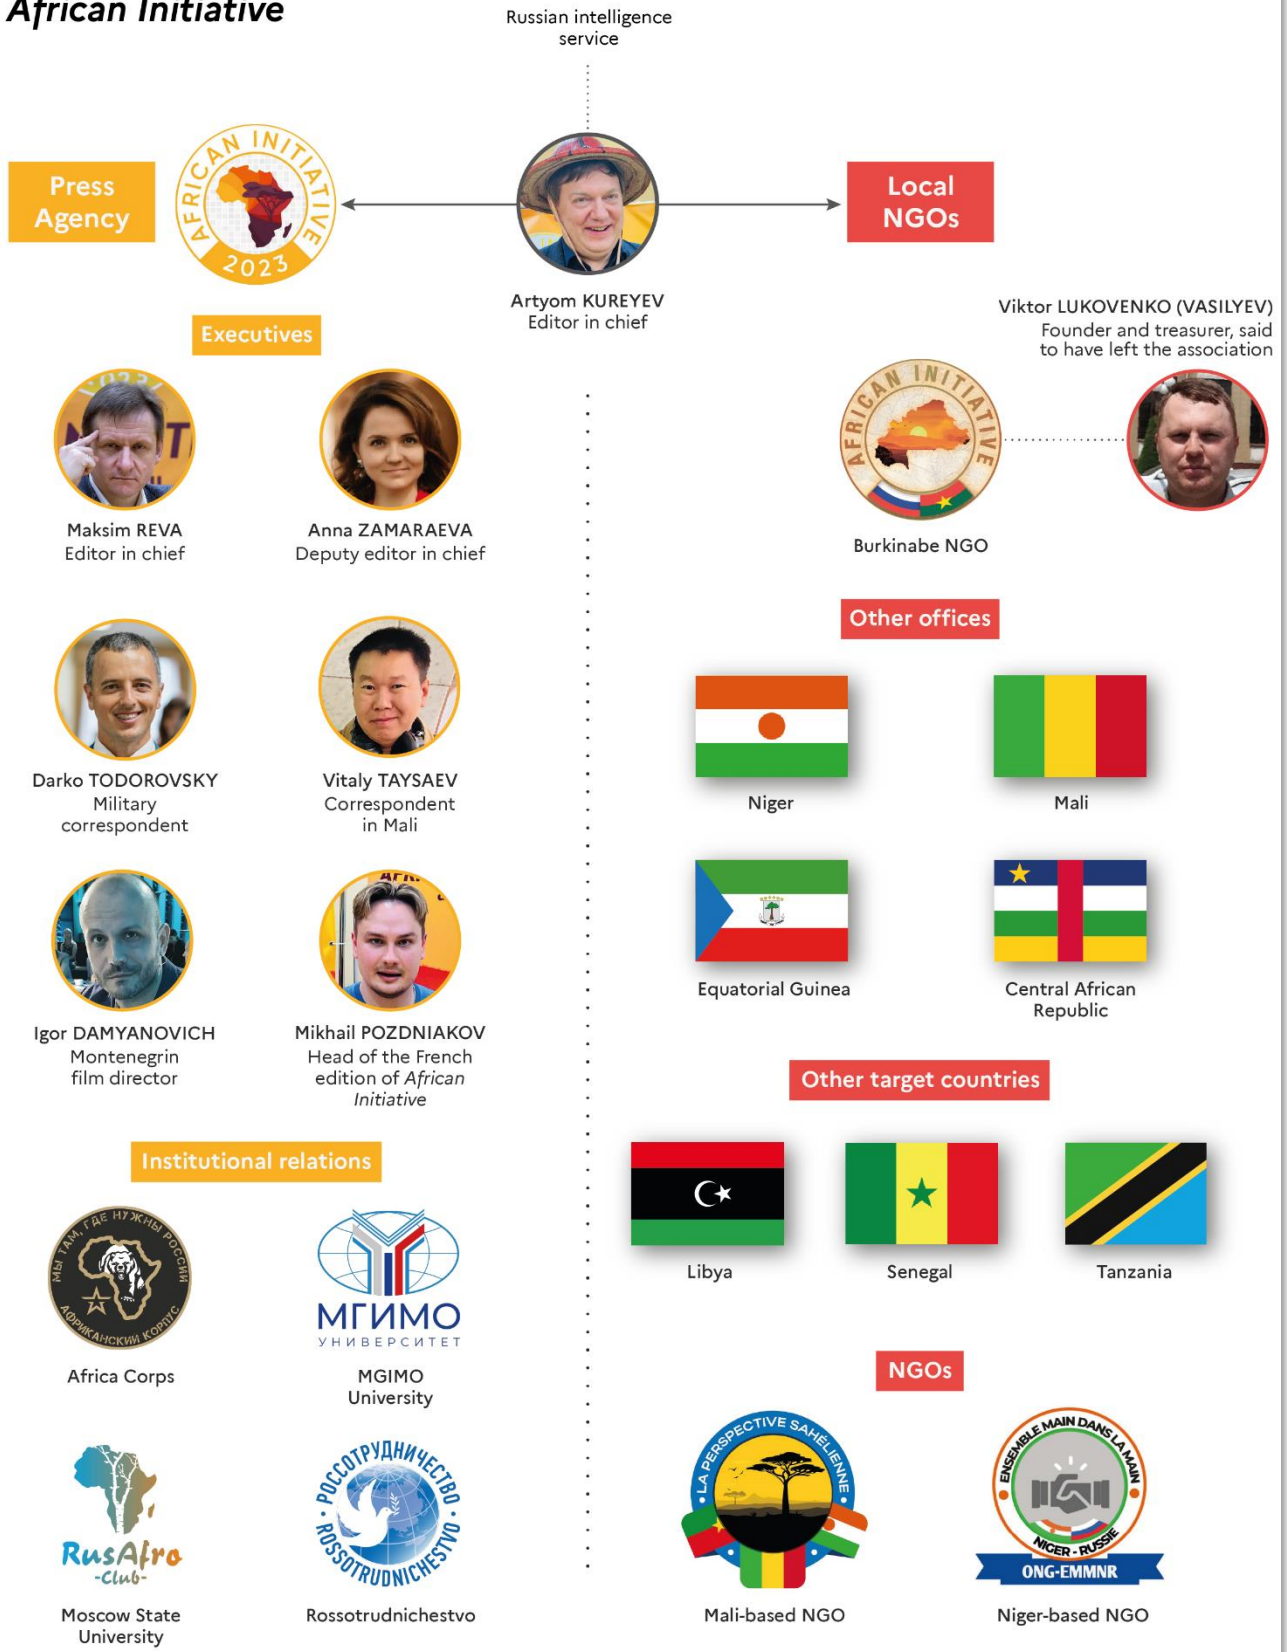 African Initiative
Russian intelligence
service
Press
Agency
AFRICAN INITIATIVE
2023
Local
NGOs
Artyom KUREYEV
Editor in chief
Executives
Viktor LUKOVENKO (VASILYEV)
Founder and treasurer, said
to have left the association
AFRICAN INITIATIVE
Burkinabe NGO
Maksim REVA
Editor in chief
Anna ZAMARAEVA
Deputy editor in chief
Other offices
Darko TODOROVSKY
Military
correspondent
Vitaly TAYSAEV
Correspondent
in Mali
Niger
Mali
Igor DAMYANOVICH
Montenegrin
film director
Mikhail POZDNIAKOV
Head of the French
edition of African
Initiative
Equatorial Guinea
Central African
Republic
Other target countries
Libya
Senegal
Tanzania
Institutional relations
МЫ ТАМ, ГДЕ НУЖНЫ РОССИИ
АФРИКАНСКИЙ КОРПУС
Africa Corps
МГИМО
УНИВЕРСИТЕТ
MGIMO
University
RusAfro
-Club-
Moscow State
University
РОССОТРУДНИЧЕСТВО
ROSSOTRUDNICHESTVO
Rossotrudnichestvo
NGOs
LA PERSPECTIVE SAHÉLIENNE
Mali-based NGO
ENSEMBLE MAIN DANS LA MAIN
NIGER - RUSSIE
ONG-EMMNR
Niger-based NGO